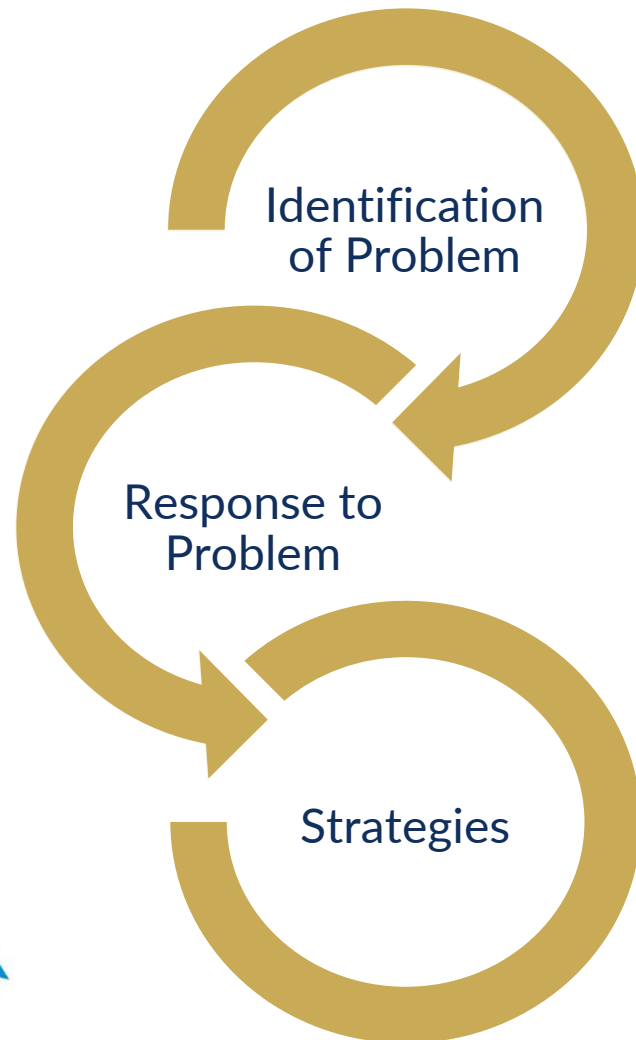 Identification
of Problem
Response to
Problem
Strategies